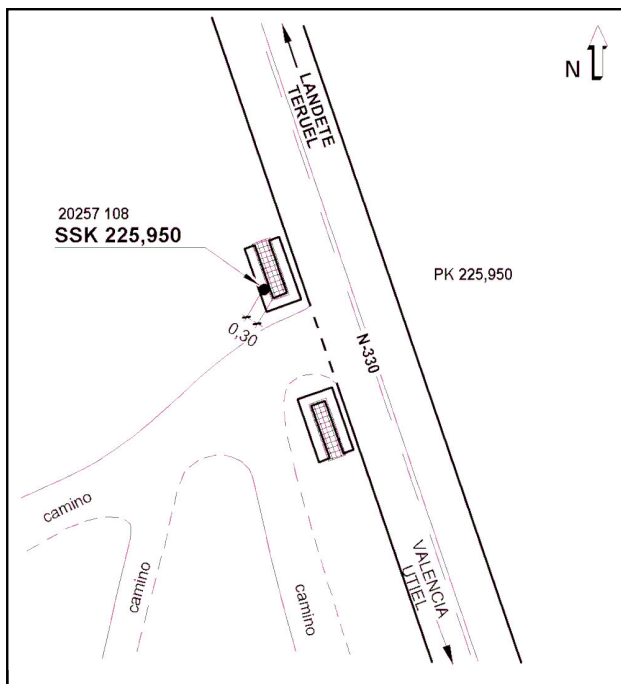 N
LANDETE
TERUEL
20257 108
SSK 225,950
PK 225,950
0,30
N-330
camino
camino
camino
VALENCIA
UTIEL